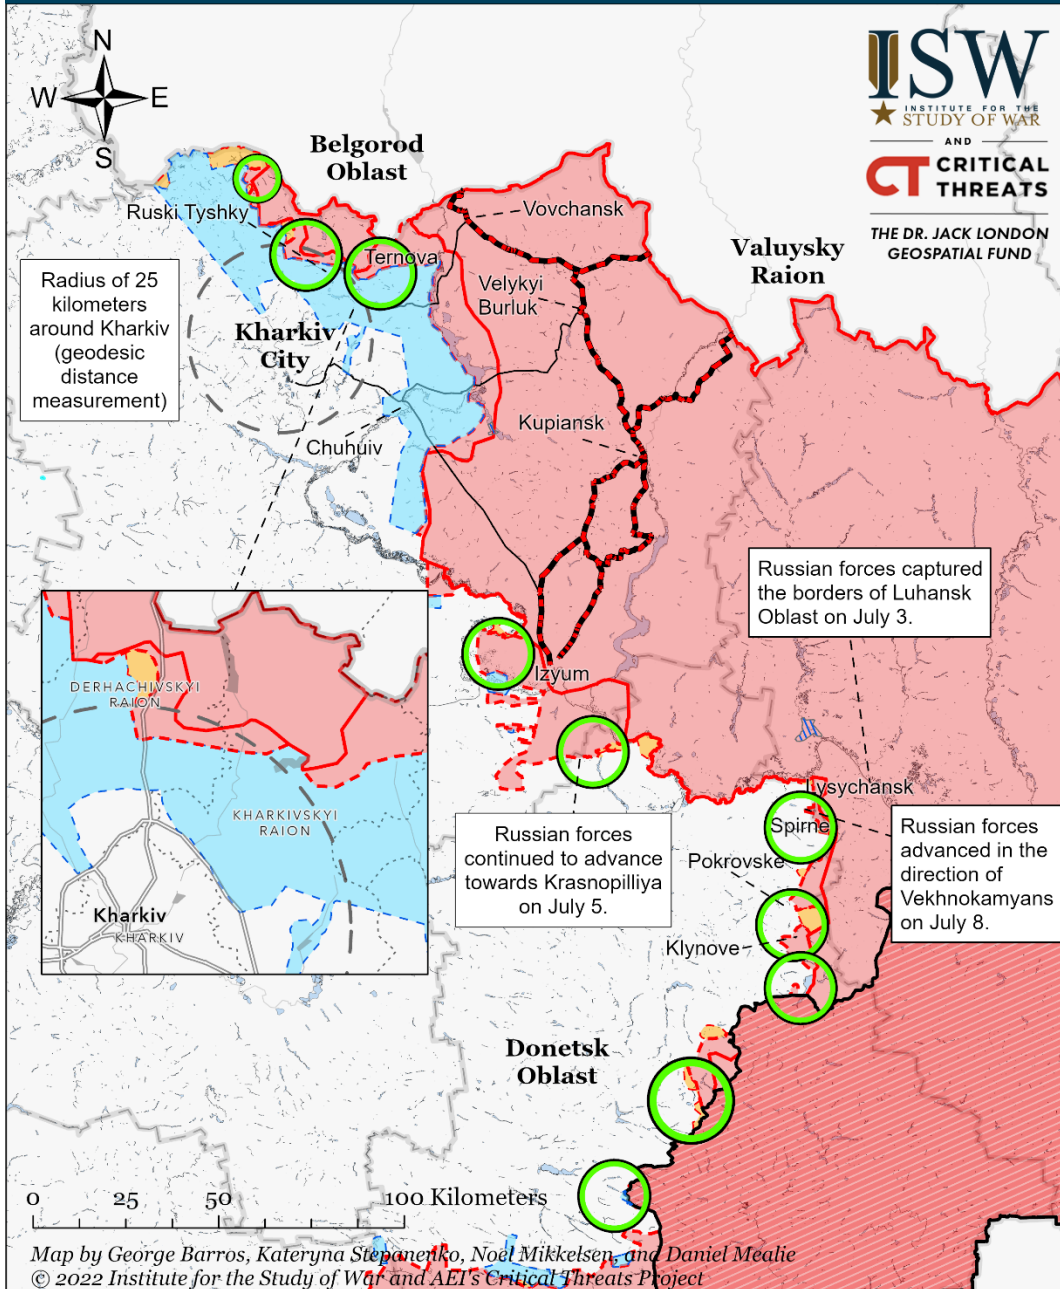 N
W E
S
ISW
INSTITUTE FOR THE
STUDY OF WAR
AND
CT CRITICAL
THREATS
THE DR. JACK LONDON
GEOSPATIAL FUND
Belgorod
Oblast
Ruski Tyshky
Vovchansk
Ternova
Valuysky
Raion
Velykyi
Burluk
Radius of 25
kilometers
around Kharkiv
(geodesic
distance
measurement)
Kharkiv
City
Chuhuiv
Kupiansk
Russian forces captured
the borders of Luhansk
Oblast on July 3.
Izyum
DERHACHIVSKYI
RAION
KHARKIVSKYI
RAION
Kharkiv
KHARKIV
Lysychansk
Spirne
Pokrovske
Klynove
Russian forces
continued to advance
towards Krasnopilliya
on July 5.
Russian forces
advanced in the
direction of
Vekhnokamyans
on July 8.
Donetsk
Oblast
0 25 50 100 Kilometers
Map by George Barros, Kateryna Stepanenko, Noel Mikkelsen, and Daniel Mealie
© 2022 Institute for the Study of War and AEI's Critical Threats Project